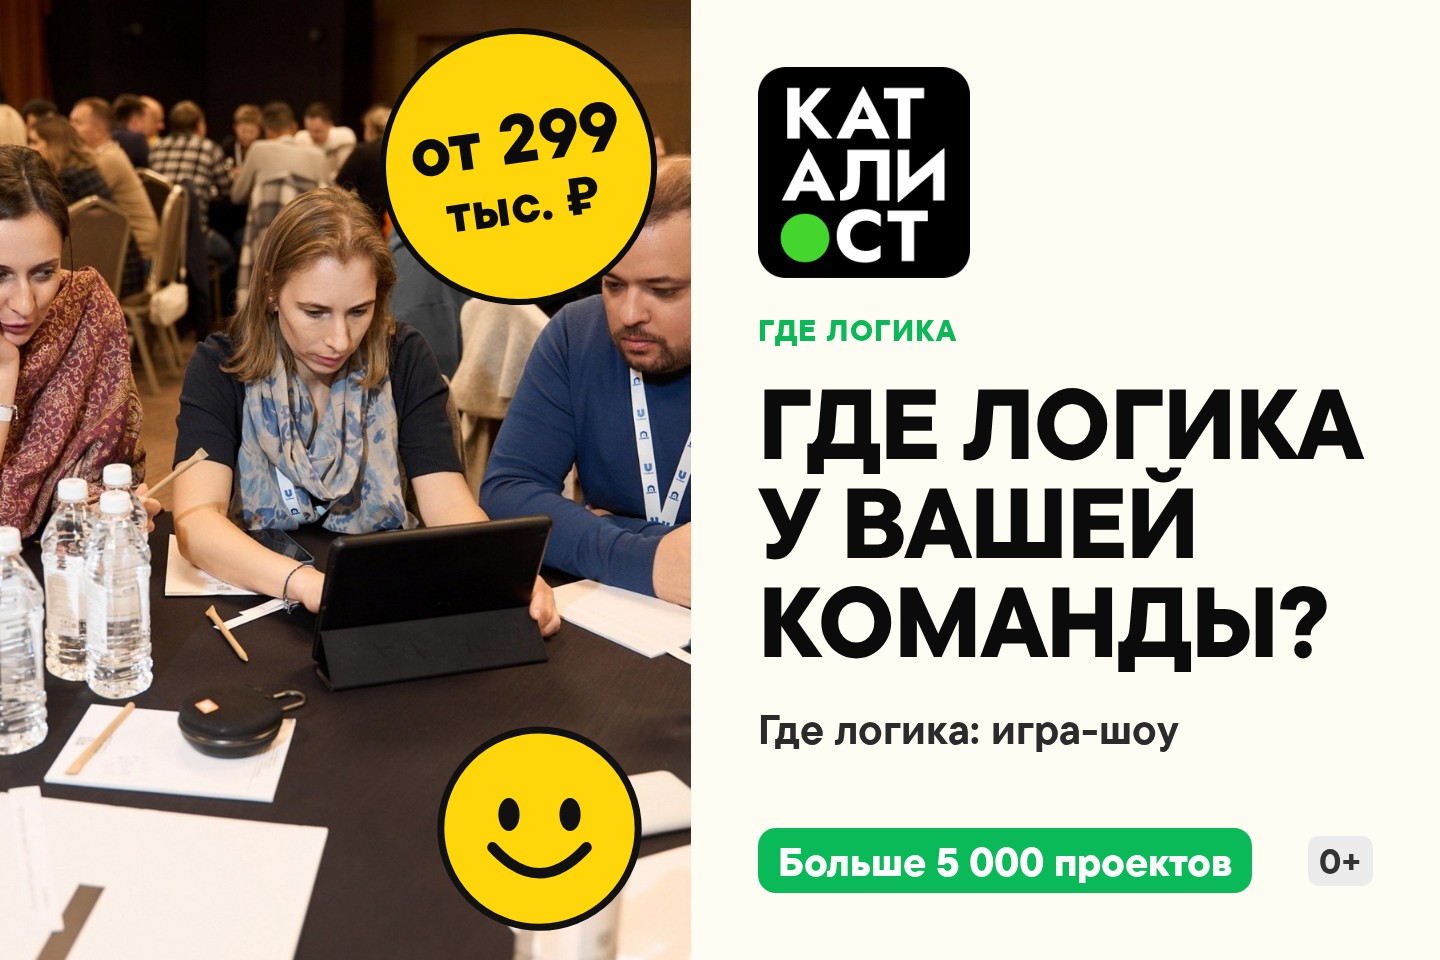 от 299
тыс. ₽
КАТ
АЛИ
СТ
ГДЕ ЛОГИКА
ГДЕ ЛОГИКА
У ВАШЕЙ
КОМАНДЫ?
Где логика: игра-шоу
Больше 5 000 проектов
0+